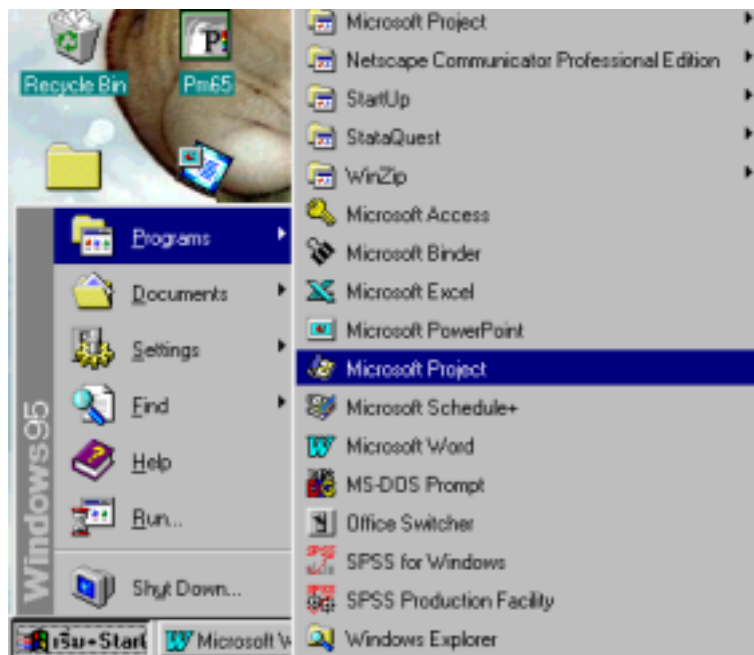 Recycle Bin
Pm65
Programs
Documents
Settings
Find
Help
Run...
Shut Down...
Windows95
Microsoft Project
Netscape Communicator Professional Edition
StartUp
StataQuest
WinZip
Microsoft Access
Microsoft Binder
Microsoft Excel
Microsoft PowerPoint
Microsoft Project
Microsoft Schedule+
Microsoft Word
MS-DOS Prompt
Office Switcher
SPSS for Windows
SPSS Production Facility
Windows Explorer
เริ่ม+Start
Microsoft W